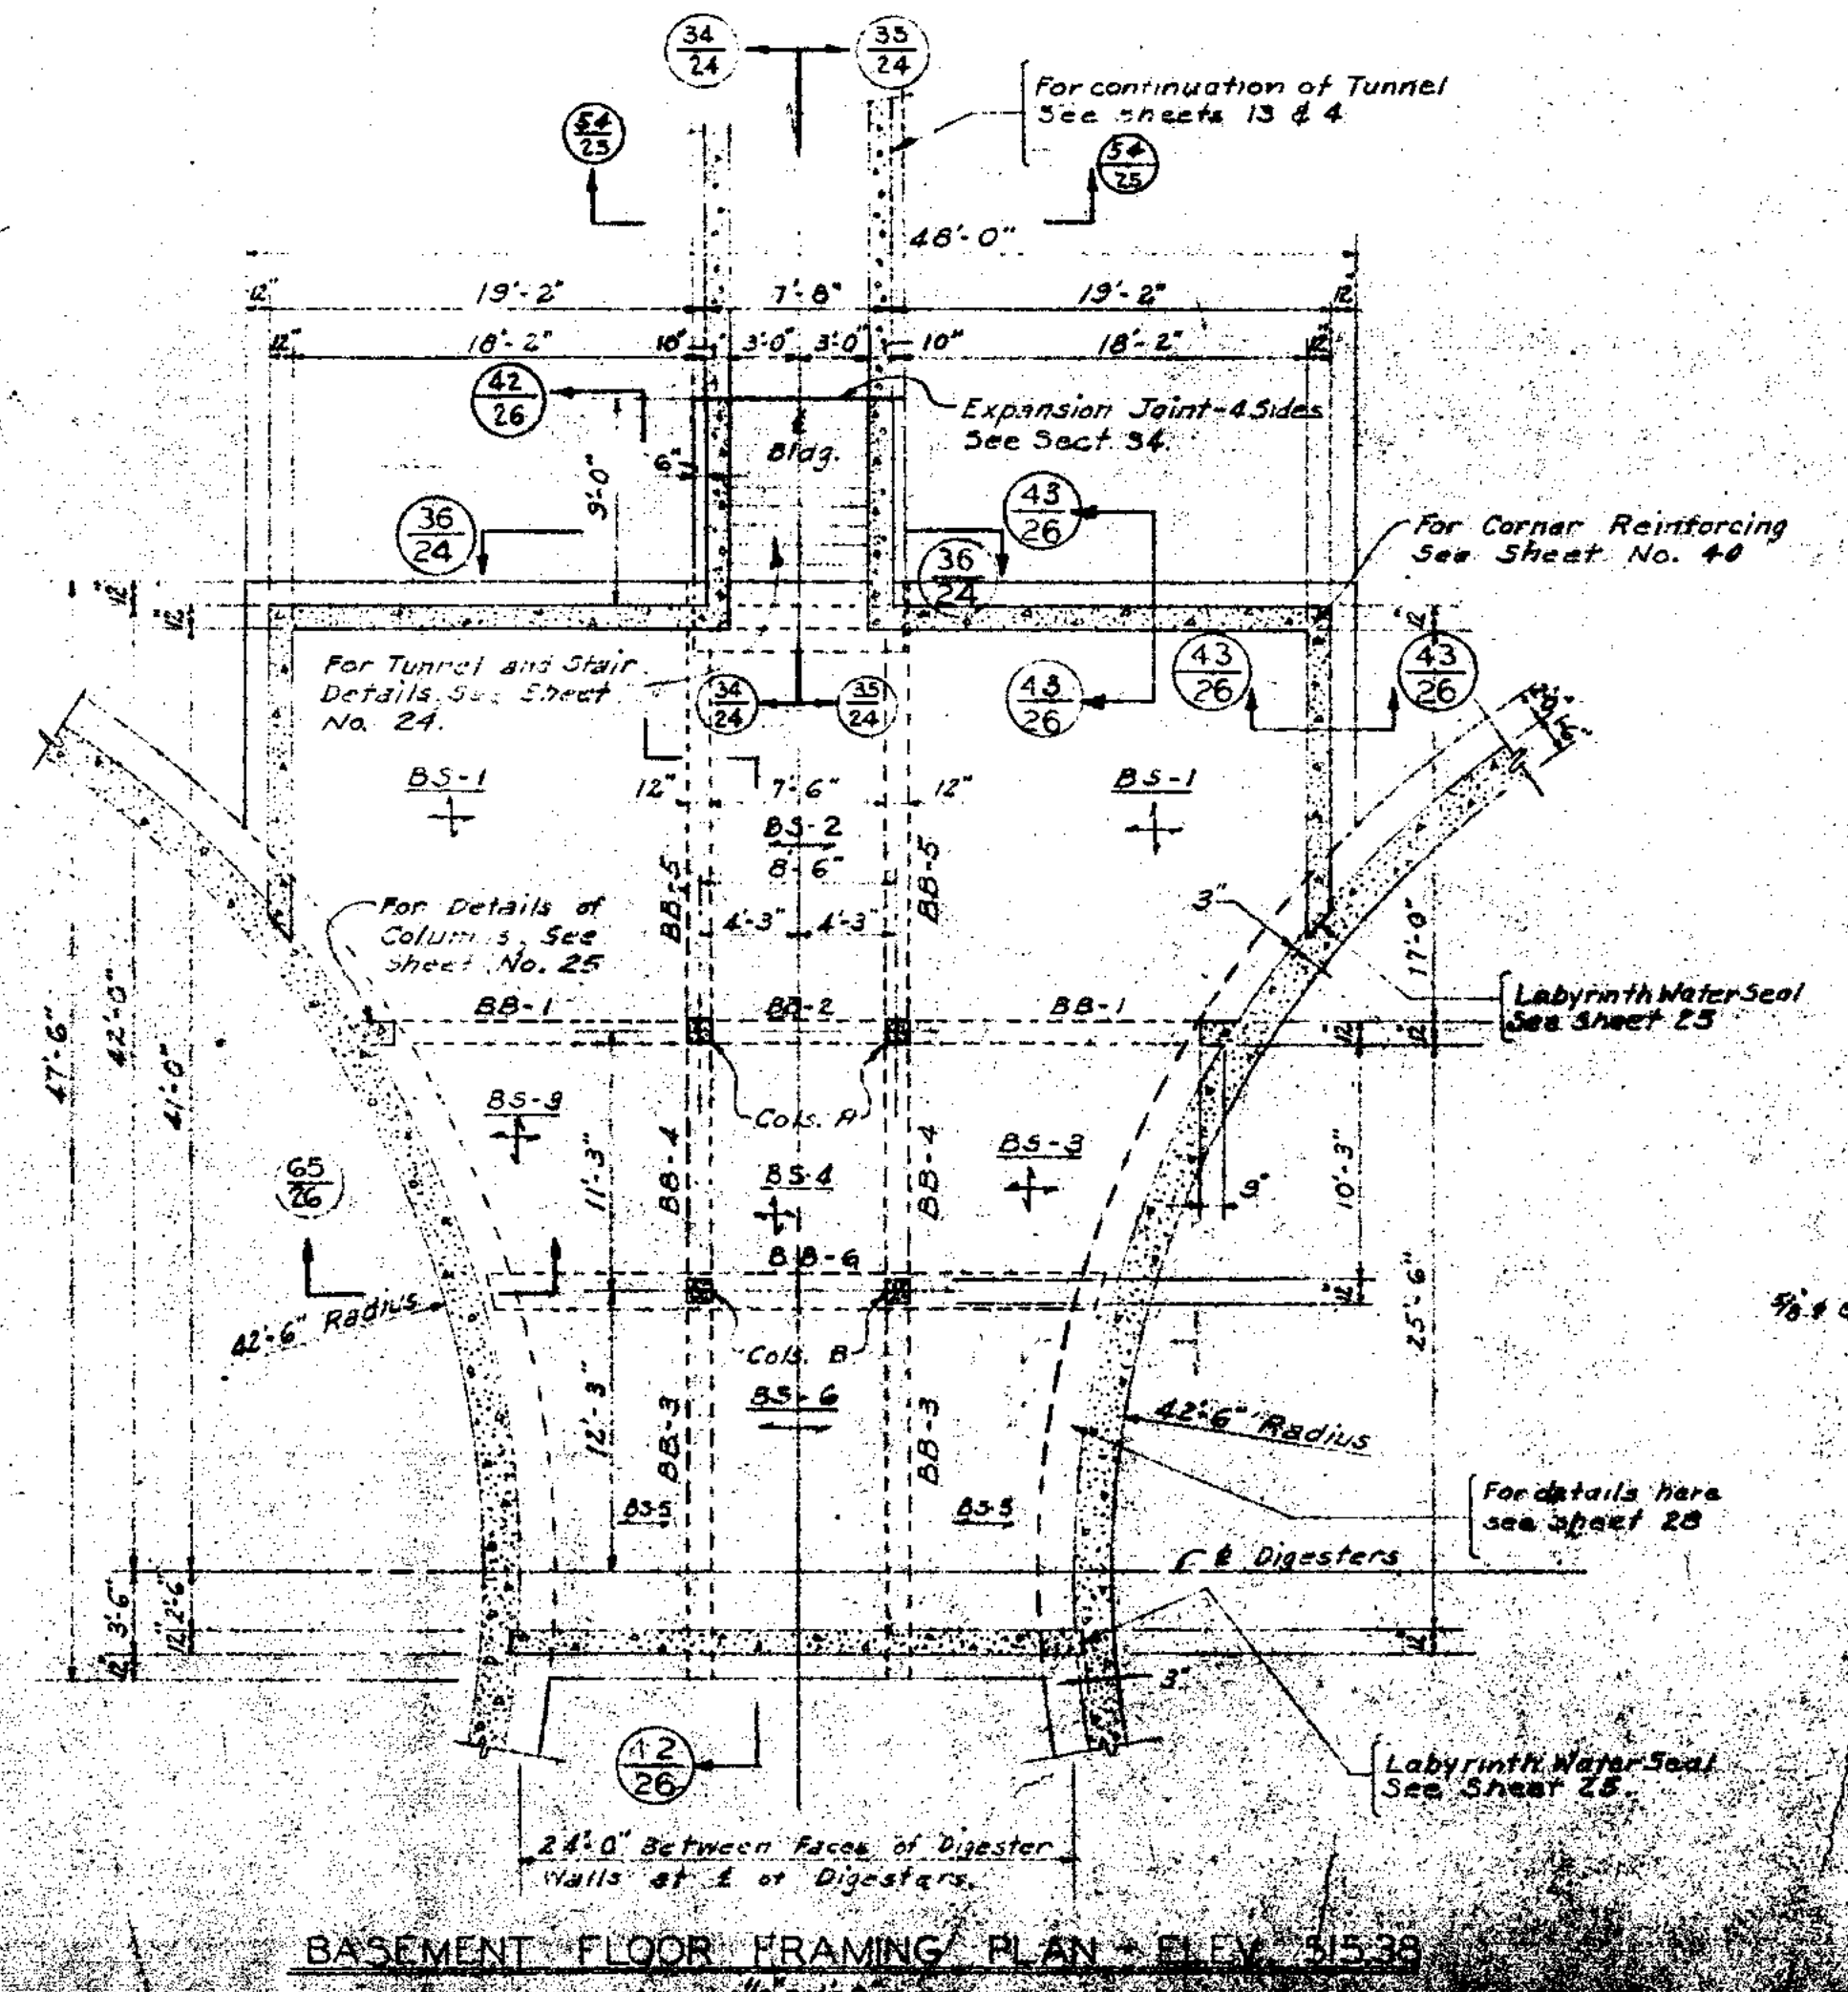 34
24
35
24
For continuation of Tunnel
See sheets 13 & 4
54
25
54
25
48'-0"
12"
19'-2"
7'-8"
19'-2"
12"
12"
18'-2"
10"
3'-0"
3'-0"
10"
18'-2"
12"
42
26
Expansion Joint-4 Sides
See Sect. 34.
℄
Bldg.
6"
9'-0"
43
26
36
24
36
24
For Corner Reinforcing
See Sheet No. 40
12"
12"
12"
For Tunnel and Stair
Details, See Sheet
No. 24.
34
24
35
24
43
26
43
26
43
26
BS-1
12"
7'-6"
12"
BS-1
BS-2
8'-6"
BB-5
BB-5
4'-3"
4'-3"
3"
17'-0"
For Details of
Columns, See
Sheet No. 25
Labyrinth Water Seal
See Sheet 25
BB-1
BB-2
BB-1
12"
12"
47'-6"
42'-0"
41'-0"
BS-3
Cols. A
BS-3
11'-3"
BB-4
BB-4
10'-3"
9"
65
26
BS-4
BB-6
12"
25'-6"
42'-6" Radius
Cols. B
12'-3"
BB-3
BS-6
BB-3
42'-6" Radius
BS-5
BS-5
For details here
see sheet 28
℄ Digesters
3'-6"
2'-6"
12"
12"
12"
3"
42
26
Labyrinth Water Seal
See Sheet 25.
24'-0" Between Faces of Digester
Walls at ℄ of Digesters.
BASEMENT FLOOR FRAMING PLAN - ELEV. 515.38